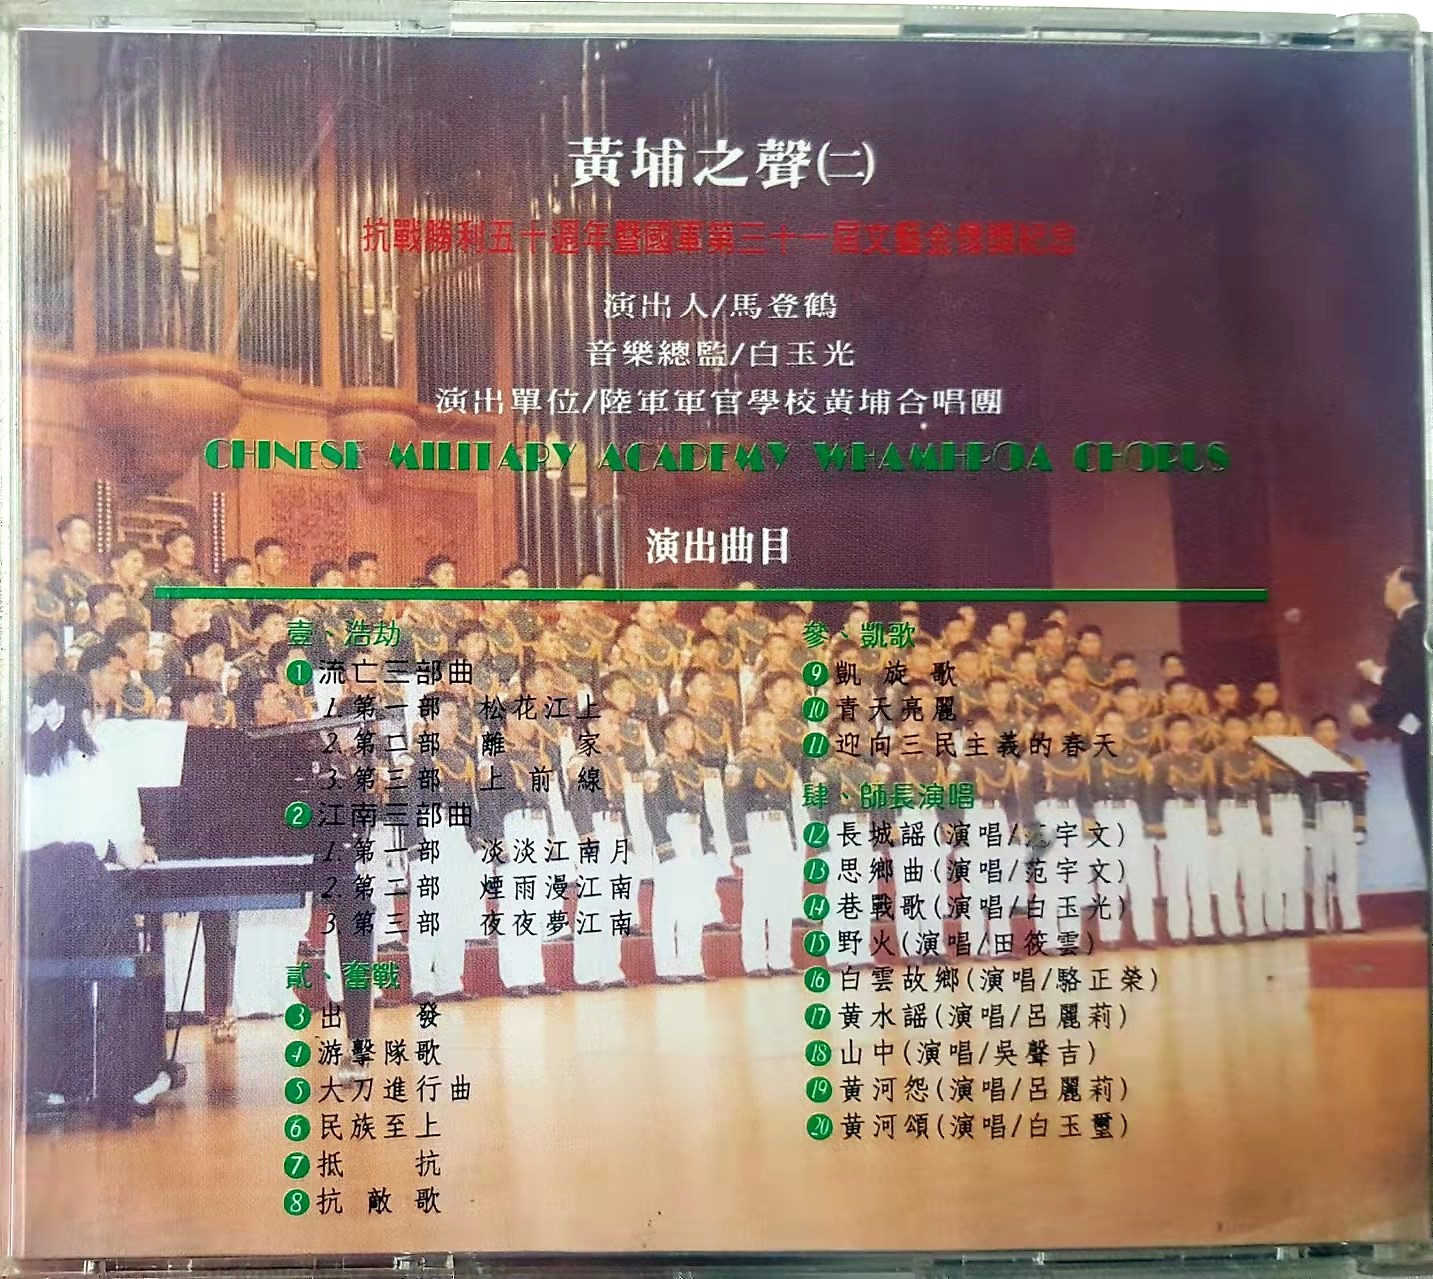 黃埔之聲(二)
抗戰勝利五十週年暨國軍第三十一屆文藝金像獎紀念
演出人/馬登鶴
音樂總監/白玉光
演出單位/陸軍軍官學校黃埔合唱團
CHINESE MILITARY ACADEMY WHAMHPOA CHORUS
演出曲目
壹、浩劫
1 流亡三部曲
1. 第一部 松花江上
2. 第二部 離家
3. 第三部 上前線
2 江南三部曲
1. 第一部 淡淡江南月
2. 第二部 煙雨漫江南
3. 第三部 夜夜夢江南
貳、奮戰
3 出發
4 游擊隊歌
5 大刀進行曲
6 民族至上
7 抵抗
8 抗敵歌
參、凱歌
9 凱旋歌
10 青天亮麗
11 迎向三民主義的春天
肆、師長演唱
12 長城謠(演唱/范宇文)
13 思鄉曲(演唱/范宇文)
14 巷戰歌(演唱/白玉光)
15 野火(演唱/田筱雲)
16 白雲故鄉(演唱/駱正榮)
17 黃水謠(演唱/呂麗莉)
18 山中(演唱/吳聲吉)
19 黃河怨(演唱/呂麗莉)
20 黃河頌(演唱/白玉璽)